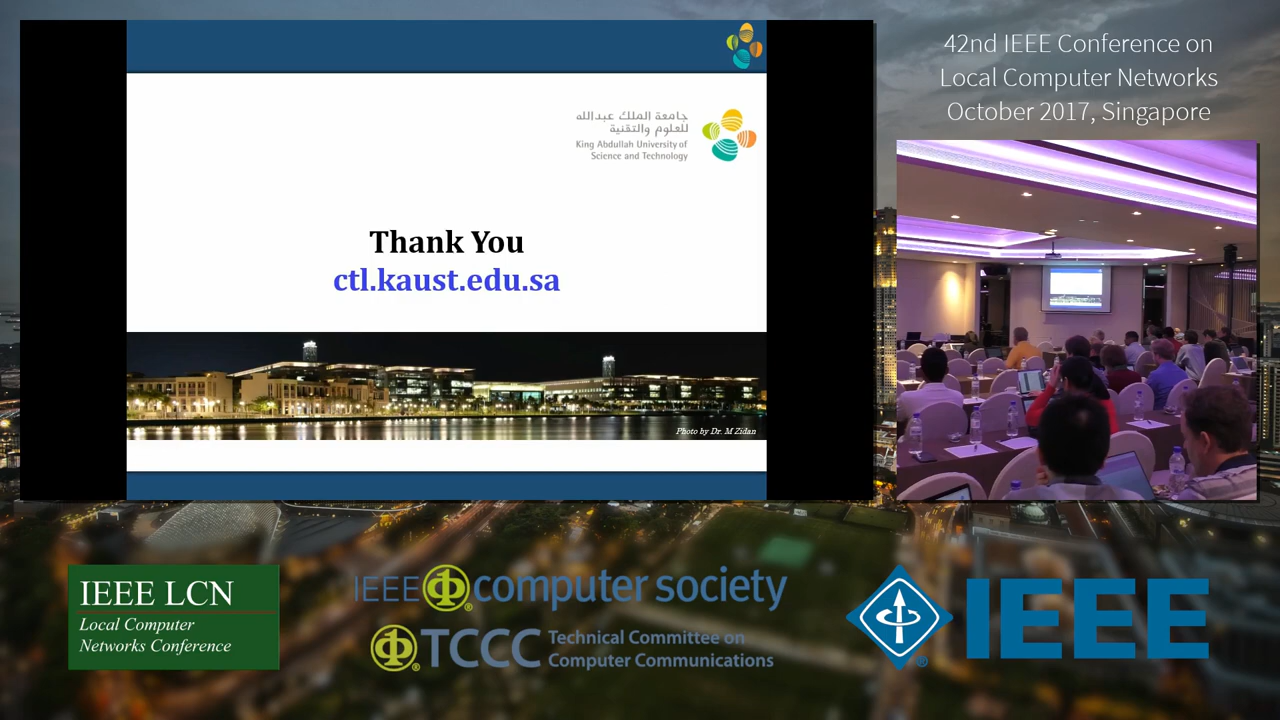 42nd IEEE Conference on
Local Computer Networks
October 2017, Singapore
جامعة الملك عبدالله
للعلوم والتقنية
King Abdullah University of
Science and Technology
Thank You
ctl.kaust.edu.sa
Photo by Dr. M Zidan
IEEE LCN
Local Computer
Networks Conference
IEEE computer society
TCCC Technical Committee on
Computer Communications
IEEE